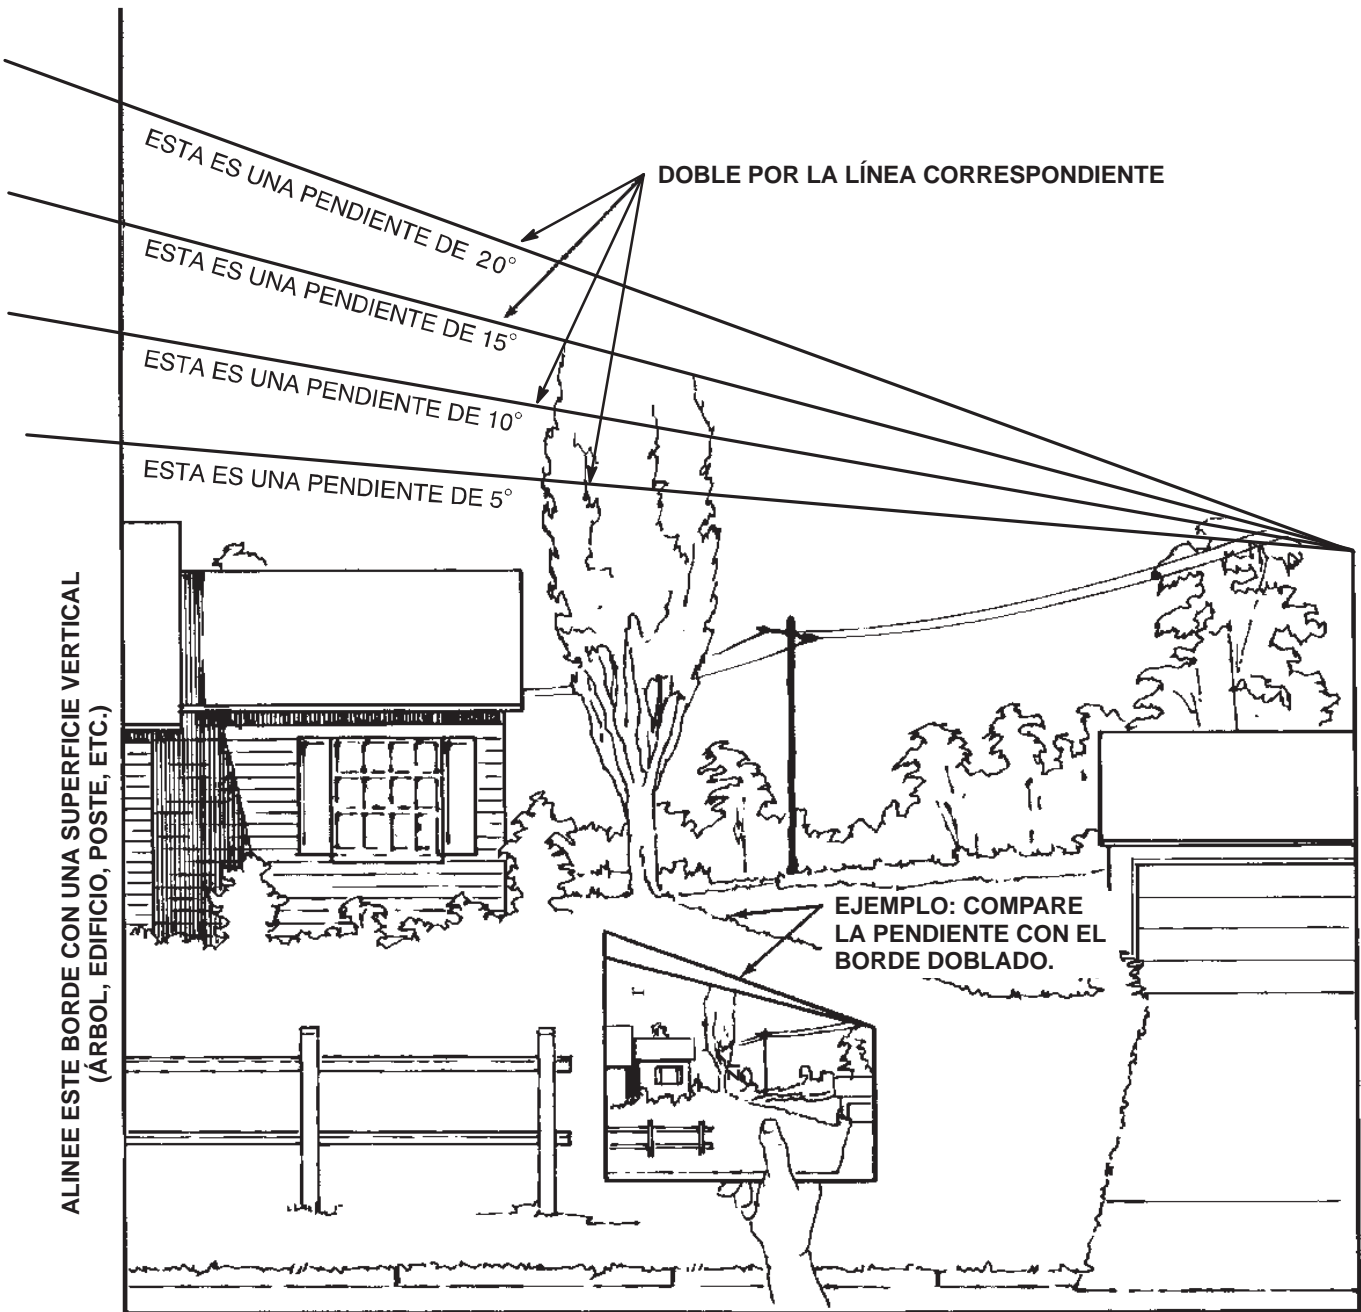 ESTA ES UNA PENDIENTE DE 20°
DOBLE POR LA LÍNEA CORRESPONDIENTE
ESTA ES UNA PENDIENTE DE 15°
ESTA ES UNA PENDIENTE DE 10°
ESTA ES UNA PENDIENTE DE 5°
ALINEE ESTE BORDE CON UNA SUPERFICIE VERTICAL
(ÁRBOL, EDIFICIO, POSTE, ETC.)
EJEMPLO: COMPARE
LA PENDIENTE CON EL
BORDE DOBLADO.